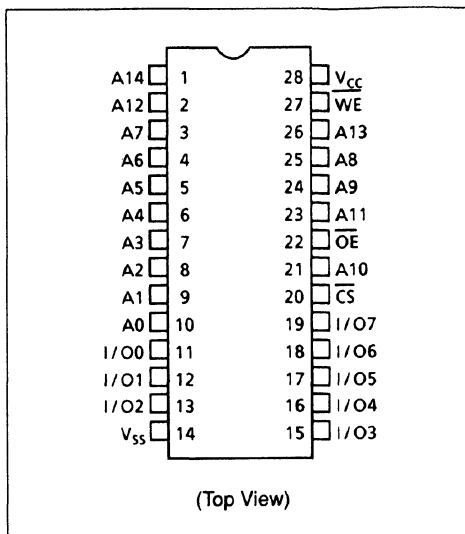 A14 1 28 VCC
A12 2 27 WE
A7 3 26 A13
A6 4 25 A8
A5 5 24 A9
A4 6 23 A11
A3 7 22 OE
A2 8 21 A10
A1 9 20 CS
A0 10 19 I/O7
I/O0 11 18 I/O6
I/O1 12 17 I/O5
I/O2 13 16 I/O4
VSS 14 15 I/O3
(Top View)